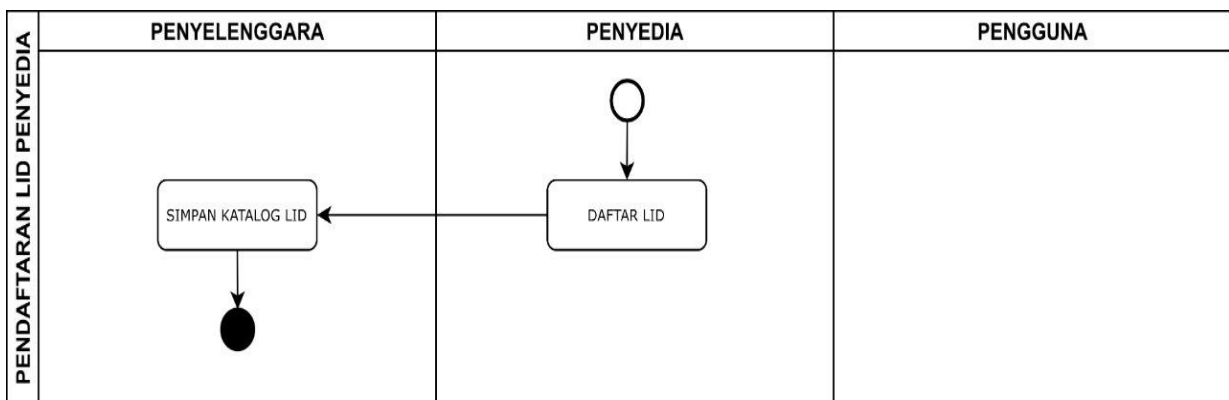 PENDAFTARAN LID PENYEDIA
PENYELENGGARA
PENYEDIA
PENGGUNA
SIMPAN KATALOG LID
DAFTAR LID